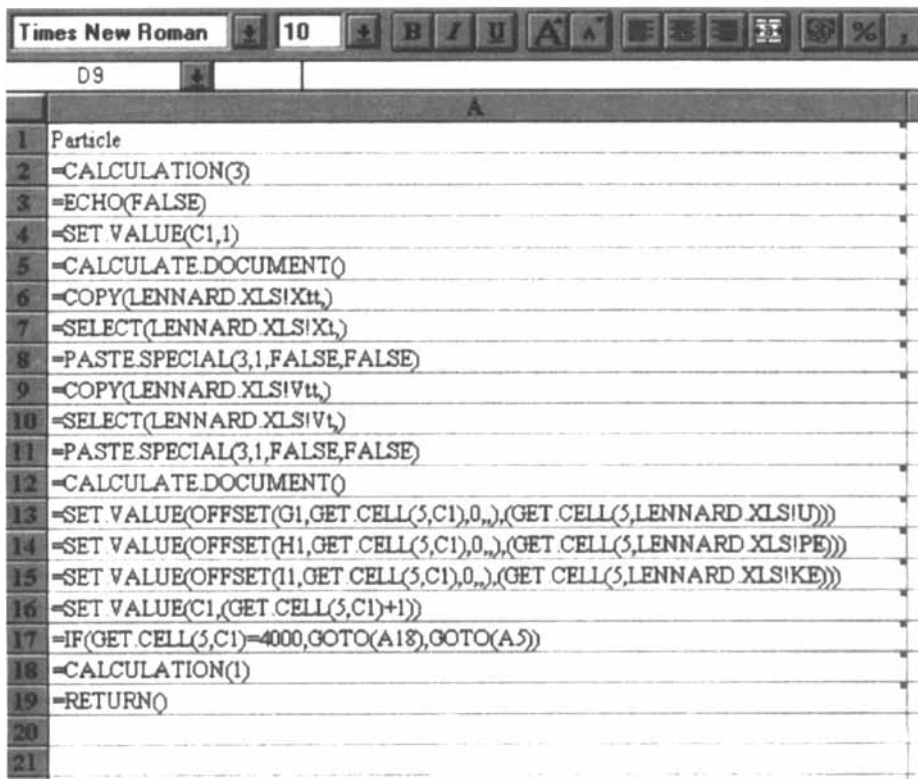 Times New Roman 10 B I U A A % ,
D9
A
1 Particle
2 =CALCULATION(3)
3 =ECHO(FALSE)
4 =SET.VALUE(C1,1)
5 =CALCULATE.DOCUMENT()
6 =COPY(LENNARD.XLS!Xtt,)
7 =SELECT(LENNARD.XLS!Xt,)
8 =PASTE.SPECIAL(3,1,FALSE,FALSE)
9 =COPY(LENNARD.XLS!Vtt,)
10 =SELECT(LENNARD.XLS!Vt,)
11 =PASTE.SPECIAL(3,1,FALSE,FALSE)
12 =CALCULATE.DOCUMENT()
13 =SET.VALUE(OFFSET(G1,GET.CELL(5,C1),0,,),(GET.CELL(5,LENNARD.XLS!U)))
14 =SET.VALUE(OFFSET(H1,GET.CELL(5,C1),0,,),(GET.CELL(5,LENNARD.XLS!PE)))
15 =SET.VALUE(OFFSET(I1,GET.CELL(5,C1),0,,),(GET.CELL(5,LENNARD.XLS!KE)))
16 =SET.VALUE(C1,(GET.CELL(5,C1)+1))
17 =IF(GET.CELL(5,C1)=4000,GOTO(A18),GOTO(A5))
18 =CALCULATION(1)
19 =RETURN()
20
21